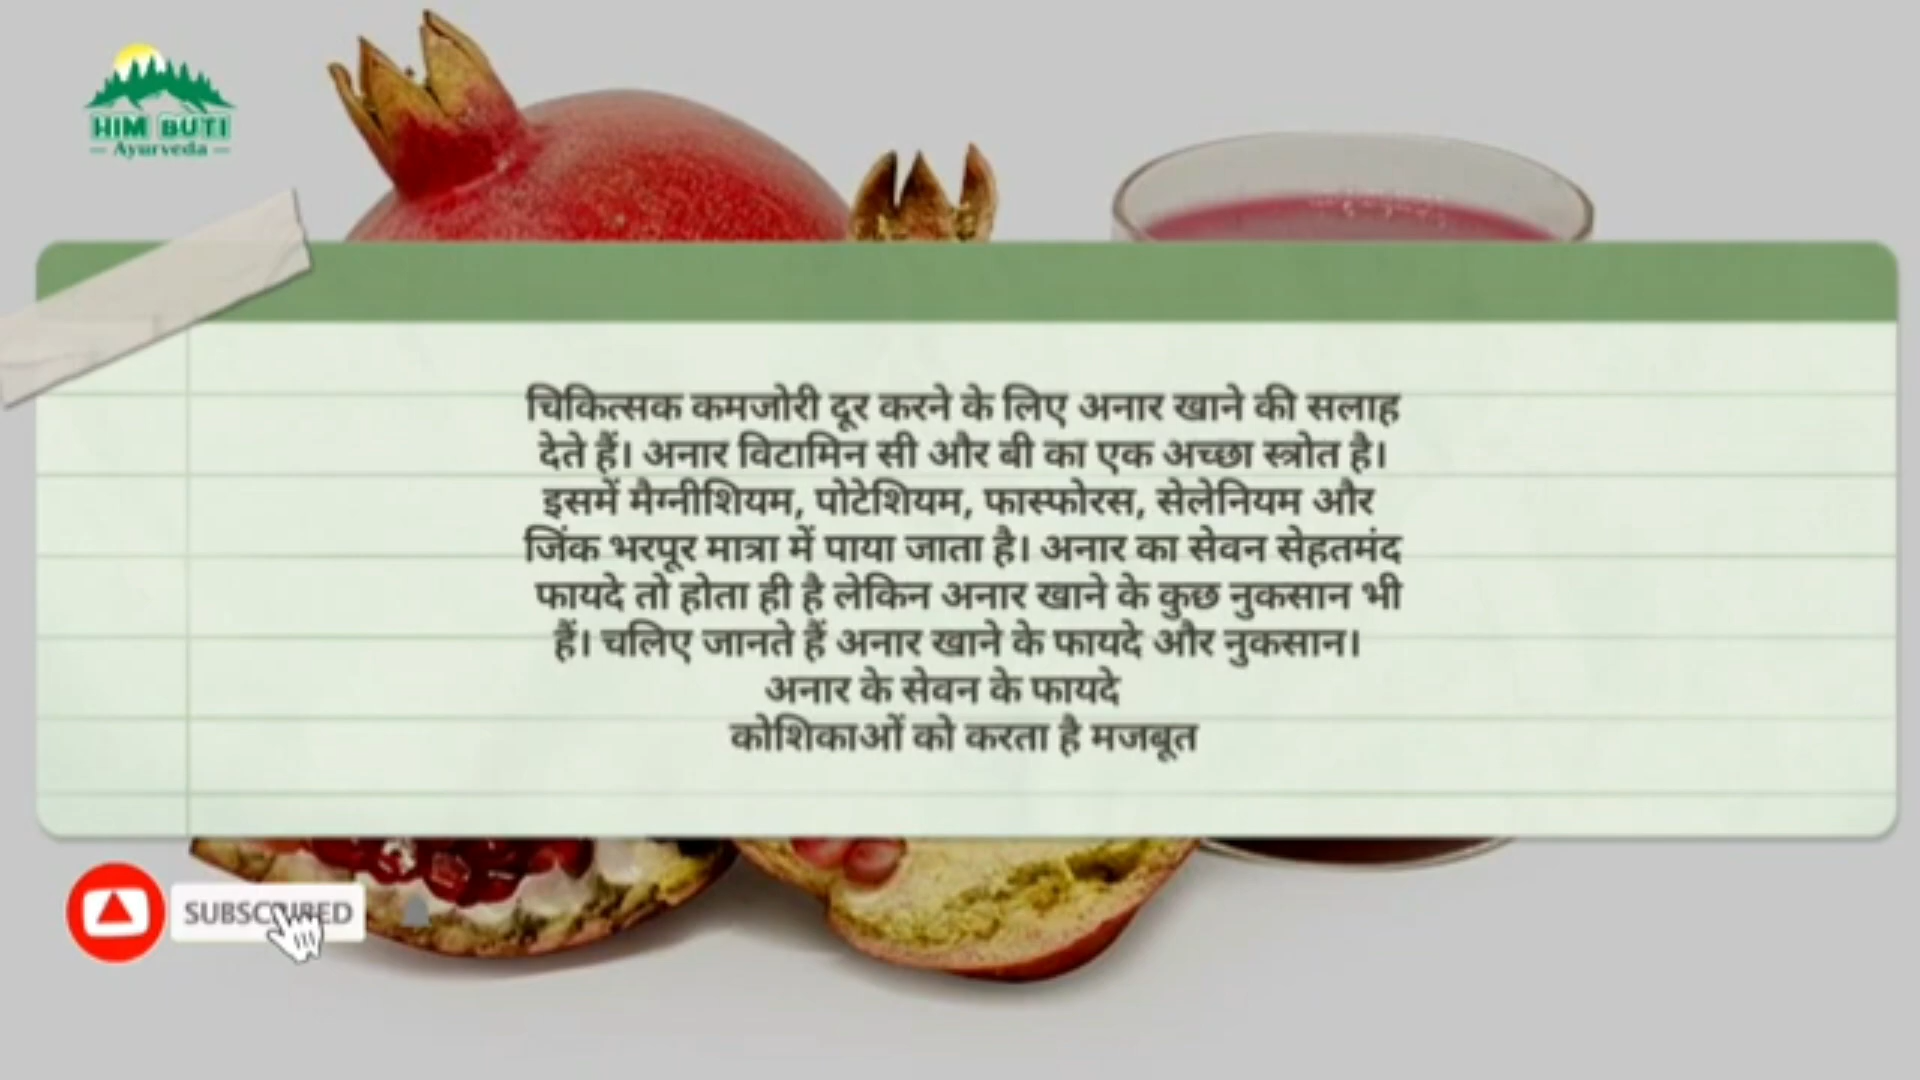 HIM BUTI
Ayurveda
चिकित्सक कमजोरी दूर करने के लिए अनार खाने की सलाह
देते हैं। अनार विटामिन सी और बी का एक अच्छा स्त्रोत है।
इसमें मैग्नीशियम, पोटेशियम, फास्फोरस, सेलेनियम और
जिंक भरपूर मात्रा में पाया जाता है। अनार का सेवन सेहतमंद
फायदे तो होता ही है लेकिन अनार खाने के कुछ नुकसान भी
हैं। चलिए जानते हैं अनार खाने के फायदे और नुकसान।
अनार के सेवन के फायदे
कोशिकाओं को करता है मजबूत
SUBSCRIBED